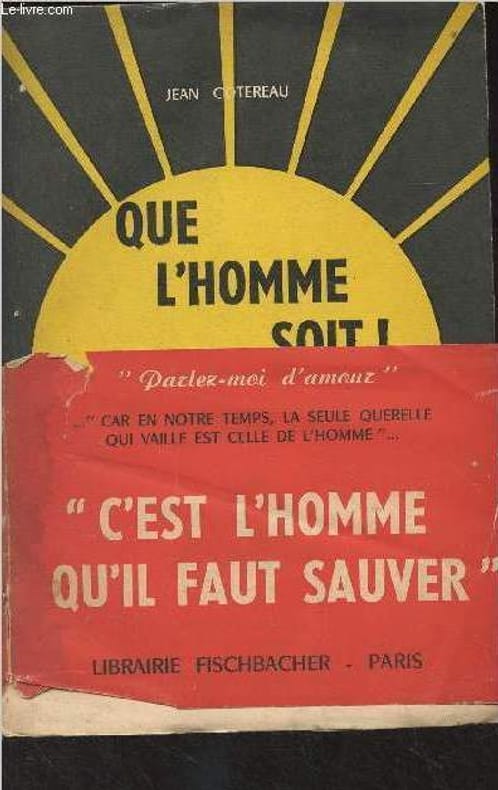 Le-livre.com
JEAN COTEREAU
QUE
L'HOMME
SOIT !
" Parlez-moi d'amour "
..." CAR EN NOTRE TEMPS, LA SEULE QUERELLE
QUI VAILLE EST CELLE DE L'HOMME "...
" C'EST L'HOMME
QU'IL FAUT SAUVER "
LIBRAIRIE FISCHBACHER - PARIS